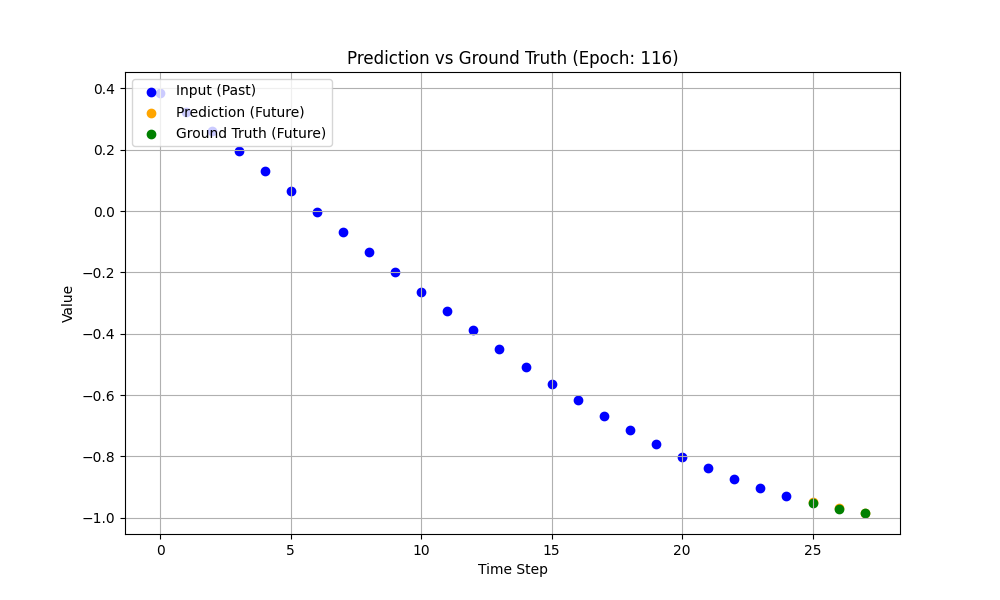 Prediction vs Ground Truth (Epoch: 116)
Input (Past)
Prediction (Future)
Ground Truth (Future)
Value
0.4
0.2
0.0
−0.2
−0.4
−0.6
−0.8
−1.0
0 5 10 15 20 25
Time Step